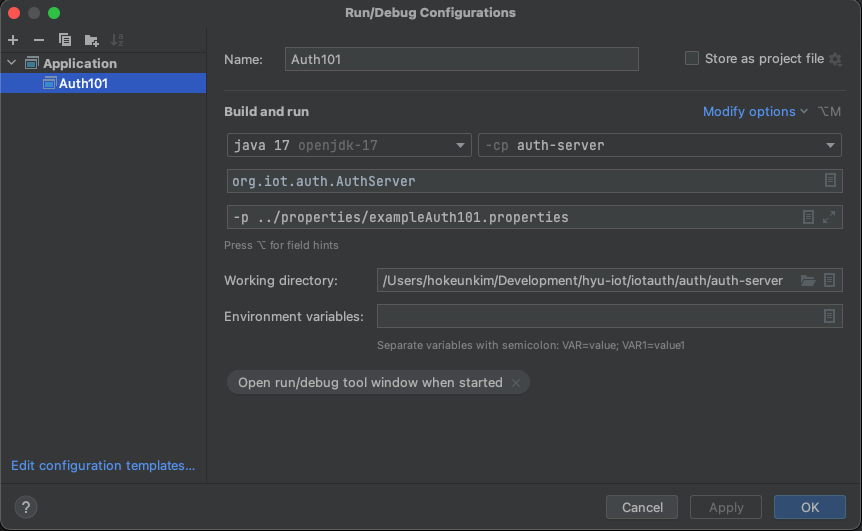 Run/Debug Configurations
Application
Auth101
Name: Auth101 Store as project file
Build and run Modify options ⌥M
java 17 openjdk-17 -cp auth-server
org.iot.auth.AuthServer
-p ../properties/exampleAuth101.properties
Press ⌥ for field hints
Working directory: /Users/hokeunkim/Development/hyu-iot/iotauth/auth/auth-server
Environment variables:
Separate variables with semicolon: VAR=value; VAR1=value1
Open run/debug tool window when started
Edit configuration templates...
? Cancel Apply OK